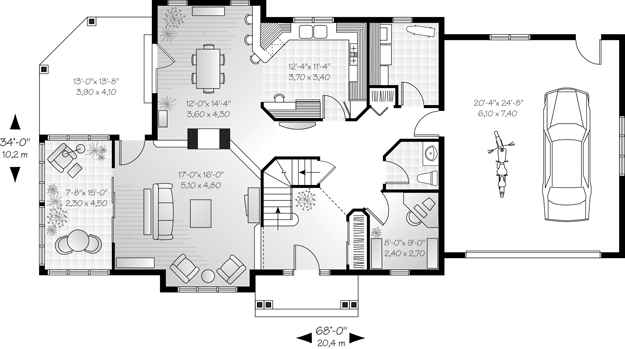 13'-0"x 13'-8"
3,90 x 4,10
12'-0"x 14'-4"
3,60 x 4,30
12'-4"x 11'-4"
3,70 x 3,40
20'-4"x 24'-8"
6,10 x 7,40
34'-0"
10,2 m
7'-8"x 15'-0"
2,30 x 4,50
17'-0"x 16'-0"
5,10 x 4,80
8'-0"x 9'-0"
2,40 x 2,70
68'-0"
20,4 m